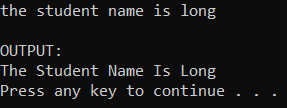 the student name is long
OUTPUT:
The Student Name Is Long
Press any key to continue . . .